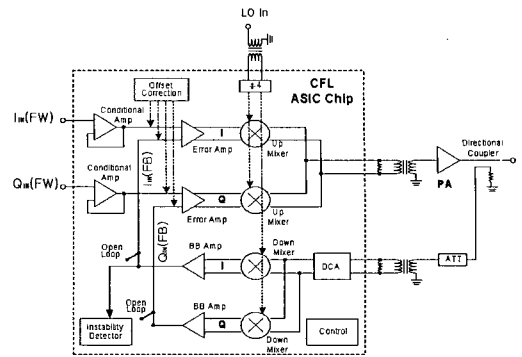 LO In
÷4
CFL
ASIC Chip
Offset
Correction
Conditional
Amp
I_IN(FW)
Error Amp
I
Up
Mixer
I_IN(FB)
Directional
Coupler
PA
Conditional
Amp
Q_IN(FW)
Error Amp
Q
Up
Mixer
Q_IN(FB)
Open
Loop
BB Amp
I
Down
Mixer
DCA
ATT
Open
Loop
BB Amp
Q
Down
Mixer
Instability
Detector
Control